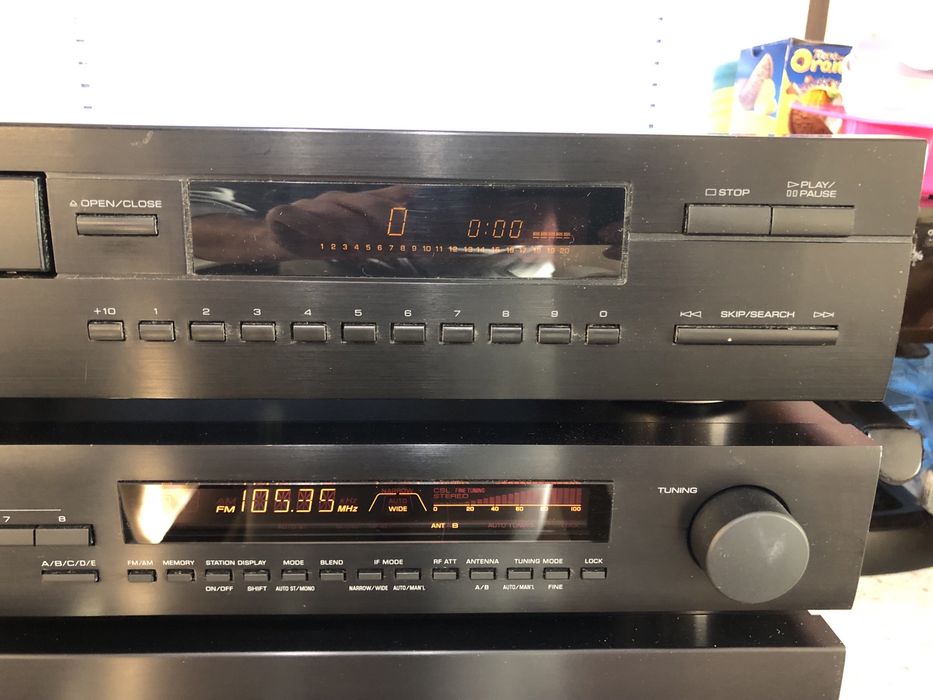 Oran
OPEN/CLOSE
0 0:00
1 2 3 4 5 6 7 8 9 10 11 12 13 14 15 16 17 18 19 20
STOP
PLAY/
PAUSE
+10 1 2 3 4 5 6 7 8 9 0
SKIP/SEARCH
7 8
A/B/C/D/E
AM
FM 109.35 kHz
MHz
NARROW
AUTO
WIDE
CSL FINE TUNING
STEREO
0 20 40 60 80 100
ANT B
AUTO TUNING
TUNING
FM/AM MEMORY STATION DISPLAY MODE BLEND IF MODE RF ATT ANTENNA TUNING MODE LOCK
ON/OFF SHIFT AUTO ST/MONO NARROW/WIDE AUTO/MAN'L A/B AUTO/MAN'L FINE